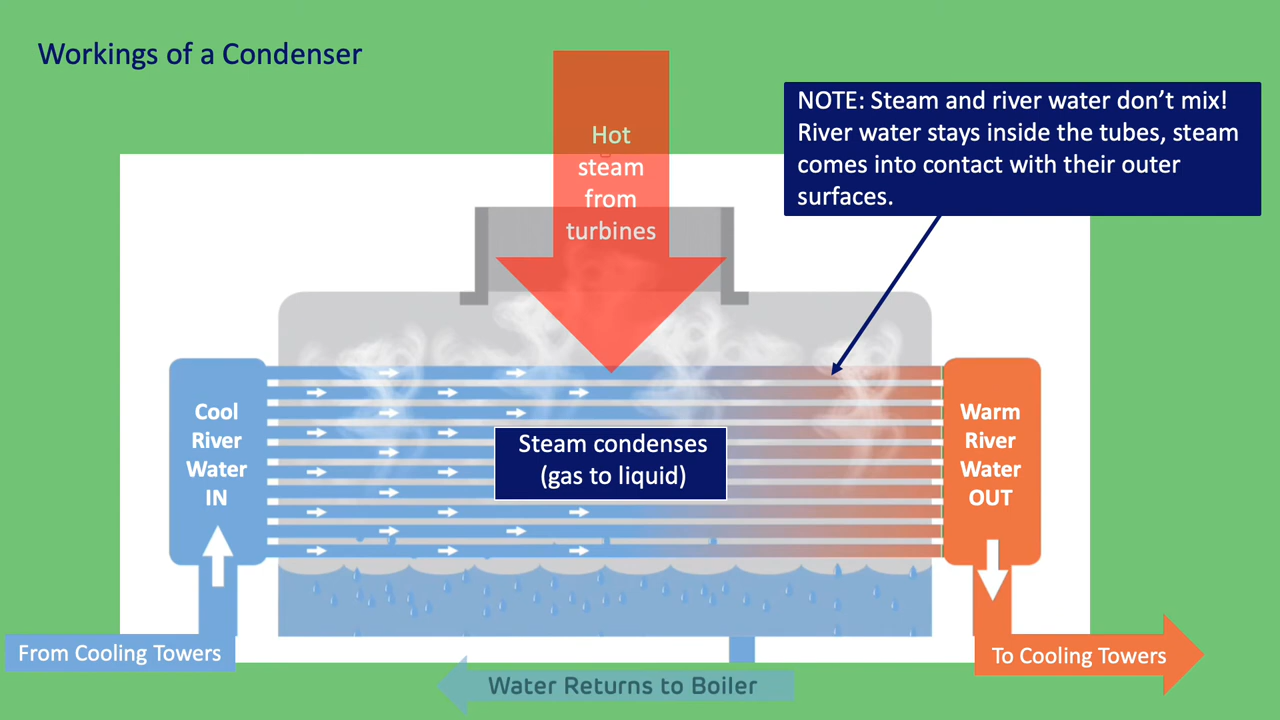 Workings of a Condenser
NOTE: Steam and river water don’t mix!
River water stays inside the tubes, steam
comes into contact with their outer
surfaces.
Hot
steam
from
turbines
Cool
River
Water
IN
Steam condenses
(gas to liquid)
Warm
River
Water
OUT
From Cooling Towers
To Cooling Towers
Water Returns to Boiler